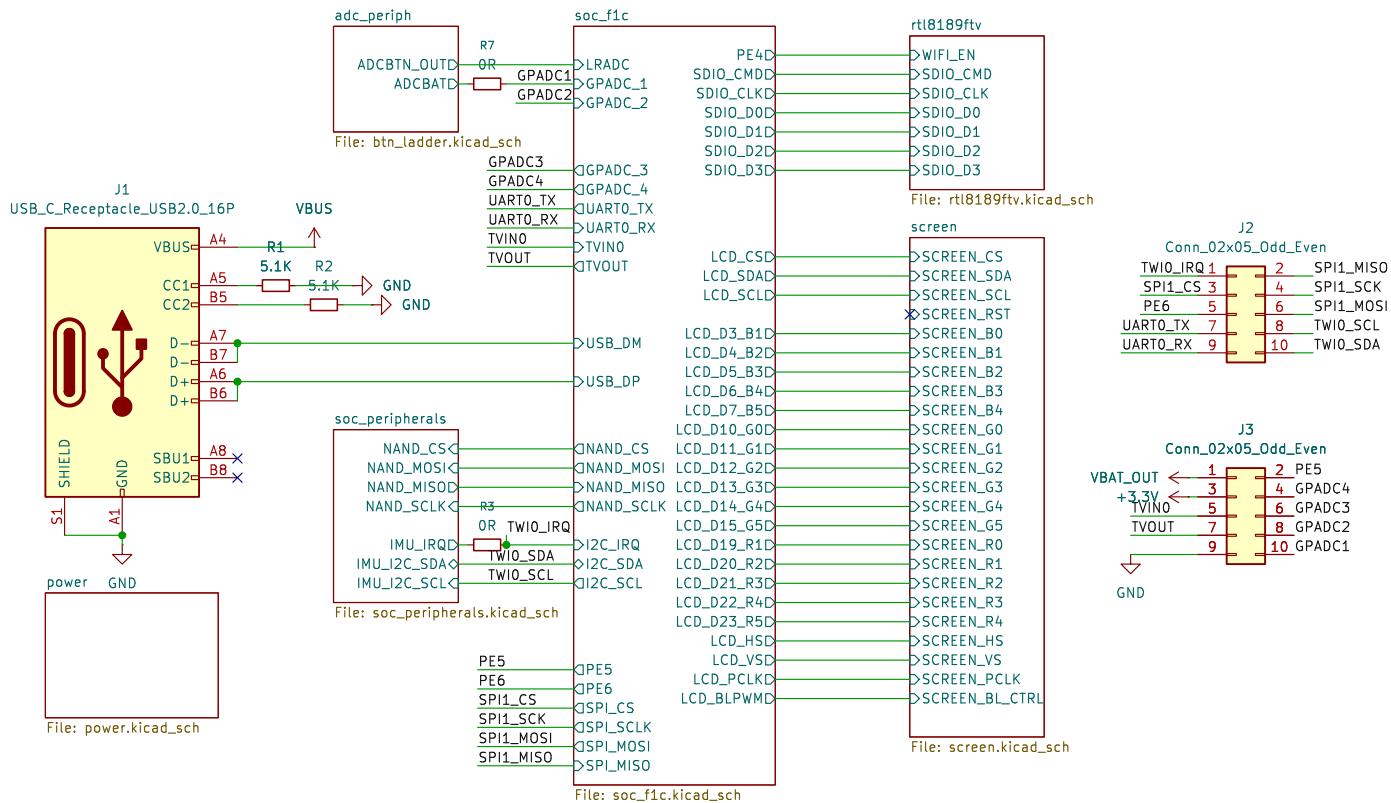 adc_periph
ADCBTN_OUT
ADCBAT
File: btn_ladder.kicad_sch
R7
0R
GPADC1
GPADC2
GPADC3
GPADC4
UART0_TX
UART0_RX
TVIN0
TVOUT
soc_f1c
LRADC
GPADC_1
GPADC_2
GPADC_3
GPADC_4
UART0_TX
UART0_RX
TVIN0
TVOUT
USB_DM
USB_DP
NAND_CS
NAND_MOSI
NAND_MISO
NAND_SCLK
I2C_IRQ
I2C_SDA
I2C_SCL
PE5
PE6
SPI_CS
SPI_SCLK
SPI_MOSI
SPI_MISO
PE4
SDIO_CMD
SDIO_CLK
SDIO_D0
SDIO_D1
SDIO_D2
SDIO_D3
LCD_CS
LCD_SDA
LCD_SCL
LCD_D3_B1
LCD_D4_B2
LCD_D5_B3
LCD_D6_B4
LCD_D7_B5
LCD_D10_G0
LCD_D11_G1
LCD_D12_G2
LCD_D13_G3
LCD_D14_G4
LCD_D15_G5
LCD_D19_R1
LCD_D20_R2
LCD_D21_R3
LCD_D22_R4
LCD_D23_R5
LCD_HS
LCD_VS
LCD_PCLK
LCD_BLPWM
File: soc_f1c.kicad_sch
rtl8189ftv
WIFI_EN
SDIO_CMD
SDIO_CLK
SDIO_D0
SDIO_D1
SDIO_D2
SDIO_D3
File: rtl8189ftv.kicad_sch
screen
SCREEN_CS
SCREEN_SDA
SCREEN_SCL
SCREEN_RST
SCREEN_B0
SCREEN_B1
SCREEN_B2
SCREEN_B3
SCREEN_B4
SCREEN_G0
SCREEN_G1
SCREEN_G2
SCREEN_G3
SCREEN_G4
SCREEN_G5
SCREEN_R0
SCREEN_R1
SCREEN_R2
SCREEN_R3
SCREEN_R4
SCREEN_HS
SCREEN_VS
SCREEN_PCLK
SCREEN_BL_CTRL
File: screen.kicad_sch
J1
USB_C_Receptacle_USB2.0_16P
VBUS
VBUS A4
CC1 A5
CC2 B5
D- A7
D- B7
D+ A6
D+ B6
SBU1 A8
SBU2 B8
SHIELD
GND
S1
A1
GND
R1
5.1K
GND
R2
5.1K
GND
soc_peripherals
NAND_CS
NAND_MOSI
NAND_MISO
NAND_SCLK
IMU_IRQ
IMU_I2C_SDA
IMU_I2C_SCL
File: soc_peripherals.kicad_sch
R3
0R
TWI0_IRQ
TWI0_SDA
TWI0_SCL
PE5
PE6
SPI1_CS
SPI1_SCK
SPI1_MOSI
SPI1_MISO
power
File: power.kicad_sch
J2
Conn_02x05_Odd_Even
TWI0_IRQ 1 2 SPI1_MISO
SPI1_CS 3 4 SPI1_SCK
PE6 5 6 SPI1_MOSI
UART0_TX 7 8 TWI0_SCL
UART0_RX 9 10 TWI0_SDA
J3
Conn_02x05_Odd_Even
VBAT_OUT 1 2 PE5
+3.3V 3 4 GPADC4
TVIN0 5 6 GPADC3
TVOUT 7 8 GPADC2
9 10 GPADC1
GND